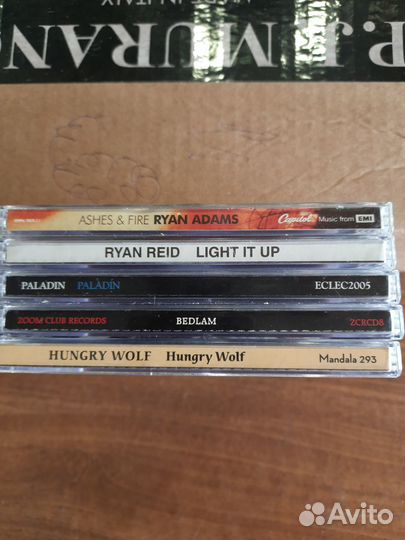 P.J. MURANO
ASHES & FIRE RYAN ADAMS Capitol Music from EMI
RYAN REID LIGHT IT UP
PALADIN PALADIN ECLEC2005
ZOOM CLUB RECORDS BEDLAM ZCRCD8
HUNGRY WOLF Hungry Wolf Mandala 293
Avito